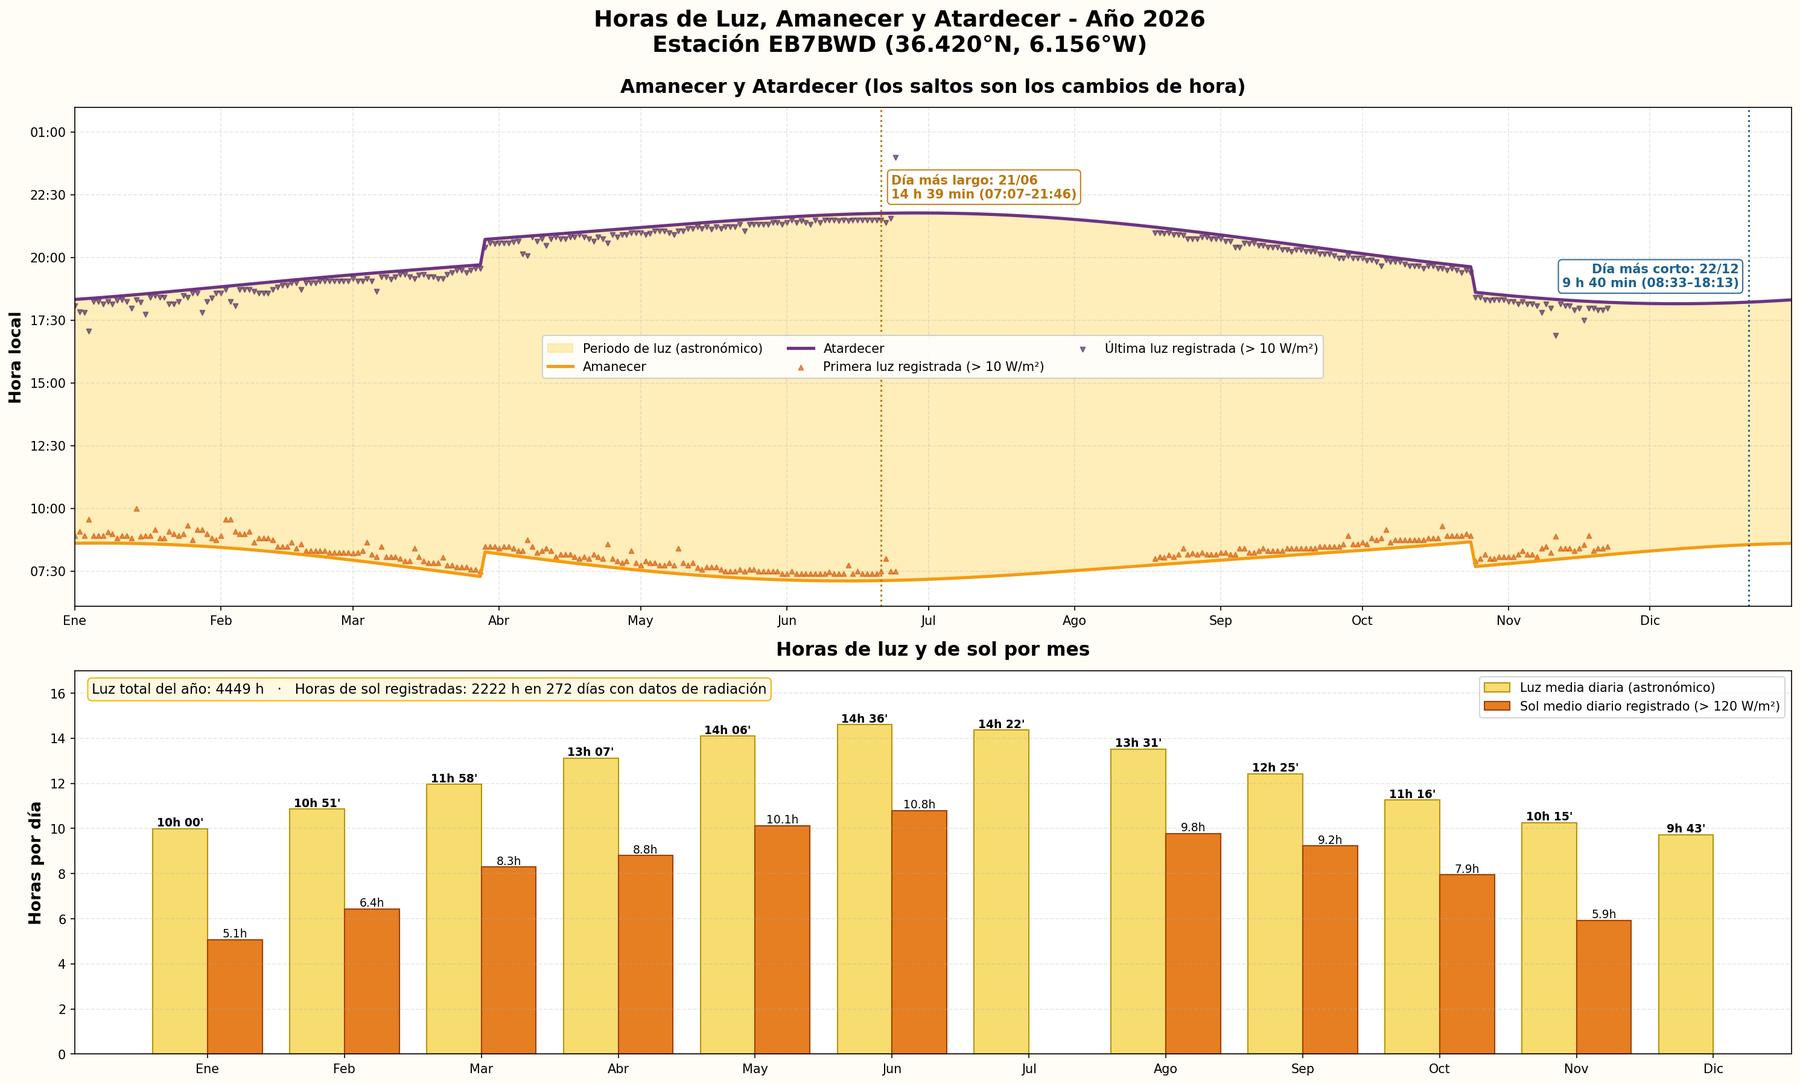 Horas de Luz, Amanecer y Atardecer - Año 2026
Estación EB7BWD (36.420°N, 6.156°W)
Amanecer y Atardecer (los saltos son los cambios de hora)
Hora local
01:00
22:30
20:00
17:30
15:00
12:30
10:00
07:30
Día más largo: 21/06
14 h 39 min (07:07–21:46)
Día más corto: 22/12
9 h 40 min (08:33–18:13)
Periodo de luz (astronómico)
Amanecer
Atardecer
Primera luz registrada (> 10 W/m²)
Última luz registrada (> 10 W/m²)
Ene Feb Mar Abr May Jun Jul Ago Sep Oct Nov Dic
Horas de luz y de sol por mes
Horas por día
16
14
12
10
8
6
4
2
0
Luz total del año: 4449 h · Horas de sol registradas: 2222 h en 272 días con datos de radiación
Luz media diaria (astronómico)
Sol medio diario registrado (> 120 W/m²)
10h 00'
5.1h
10h 51'
6.4h
11h 58'
8.3h
13h 07'
8.8h
14h 06'
10.1h
14h 36'
10.8h
14h 22'
13h 31'
9.8h
12h 25'
9.2h
11h 16'
7.9h
10h 15'
5.9h
9h 43'
Ene Feb Mar Abr May Jun Jul Ago Sep Oct Nov Dic